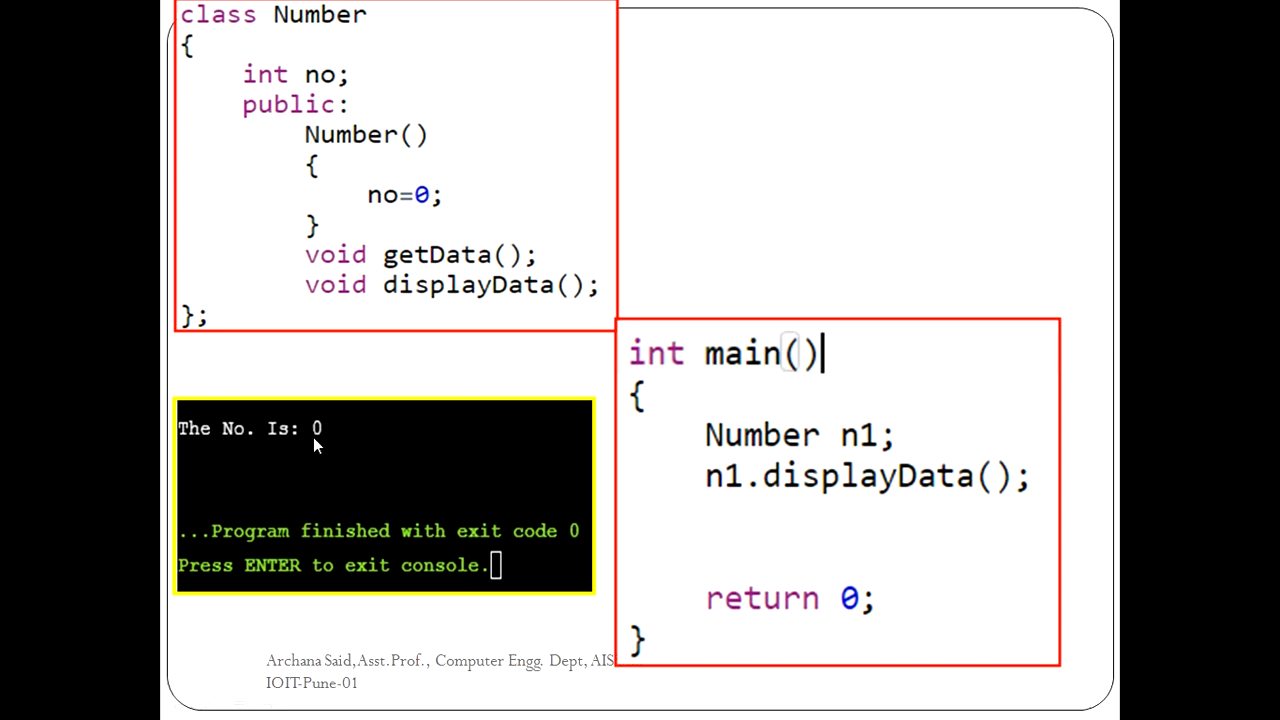 class Number
{
int no;
public:
Number()
{
no=0;
}
void getData();
void displayData();
};
int main()
{
Number n1;
n1.displayData();
return 0;
}
The No. Is: 0
...Program finished with exit code 0
Press ENTER to exit console.
Archana Said,Asst.Prof., Computer Engg. Dept, AIS
IOIT-Pune-01